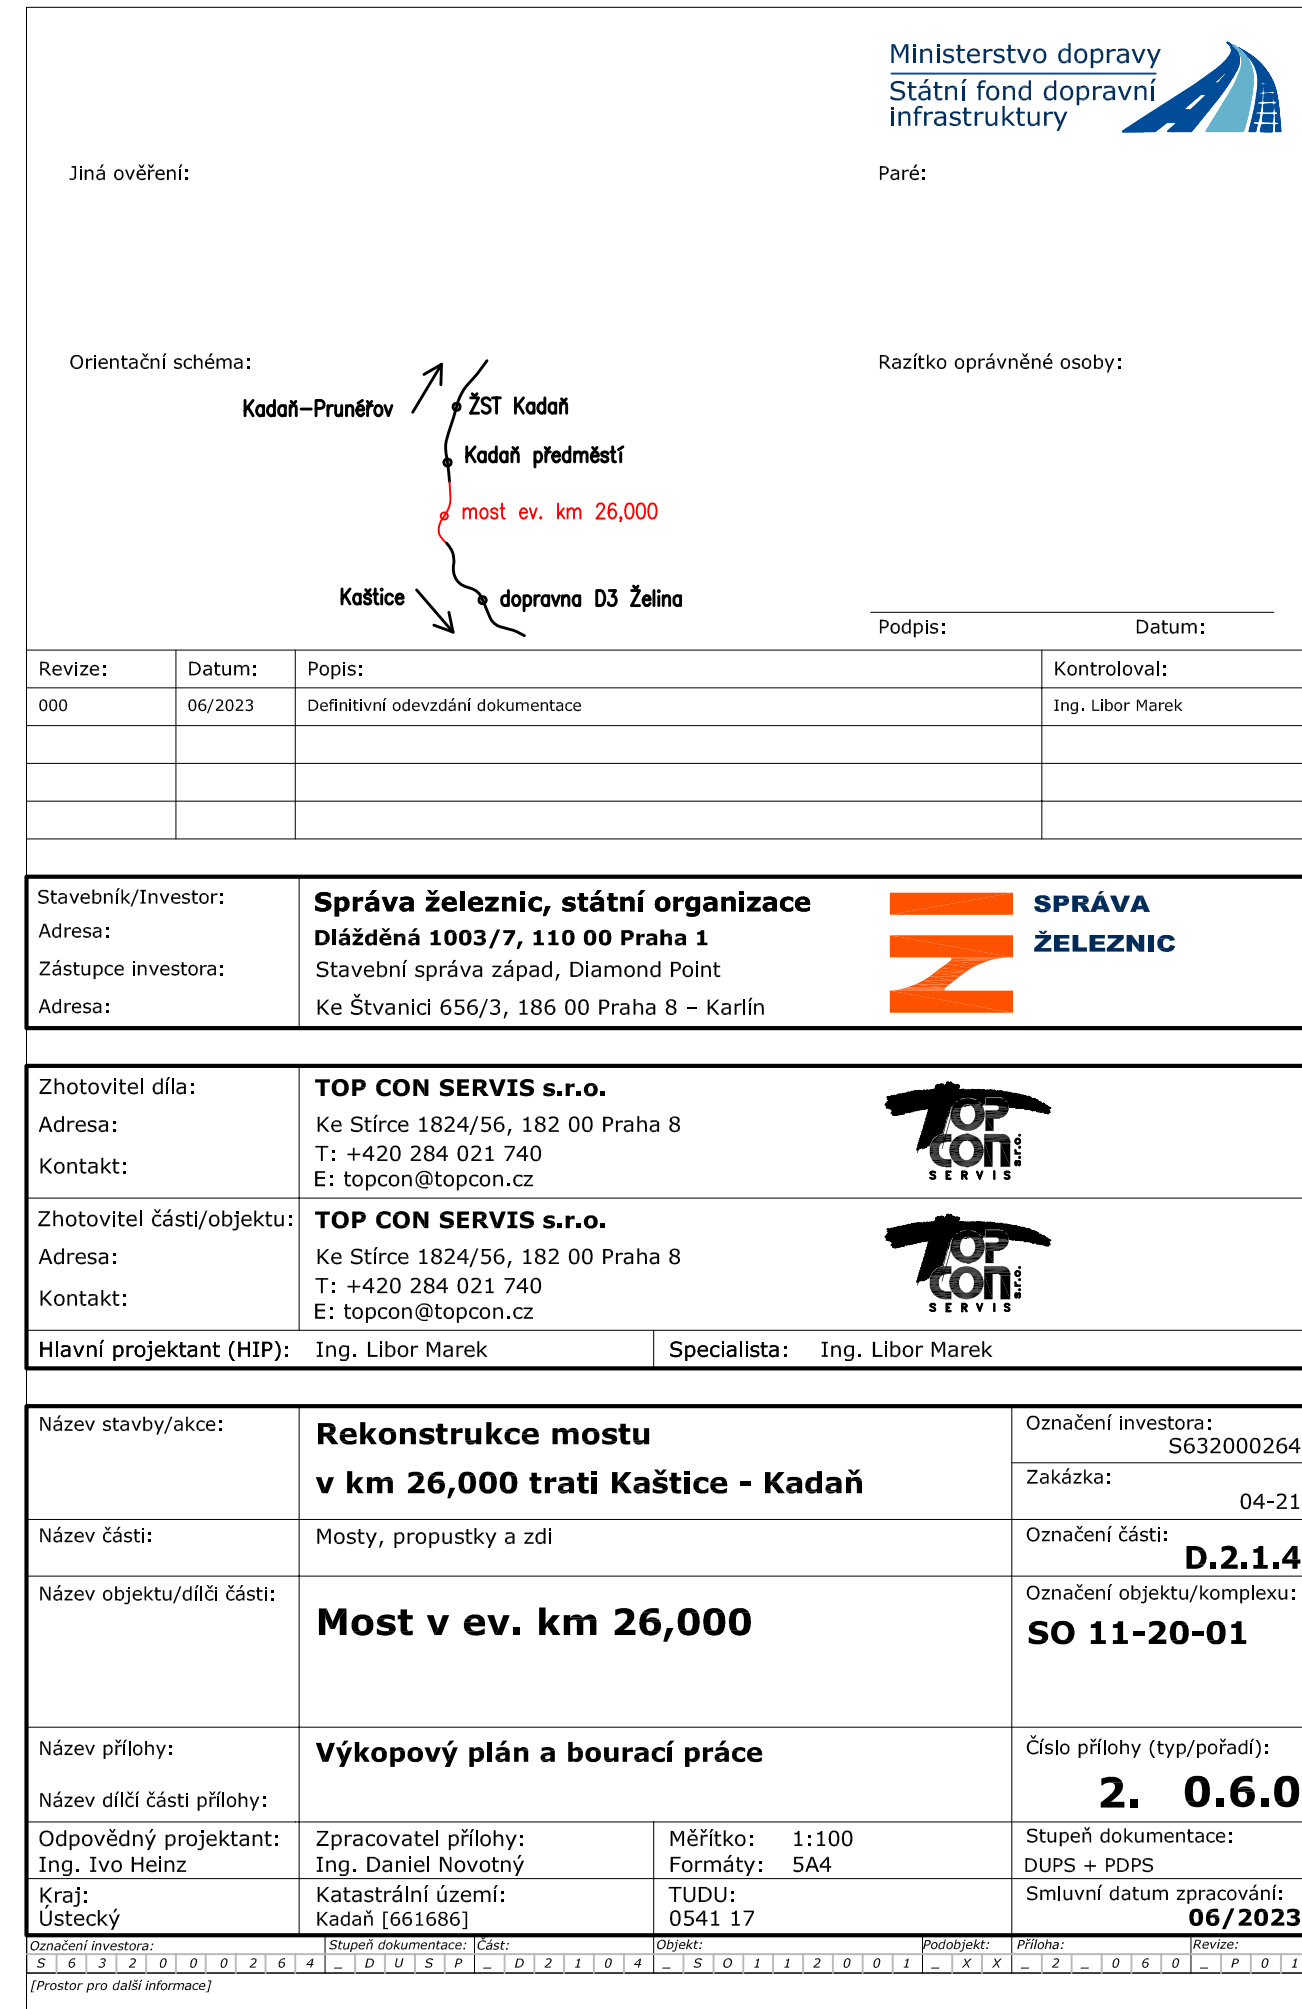 Ministerstvo dopravy
Státní fond dopravní
infrastruktury
Jiná ověření:
Paré:
Orientační schéma:
Razítko oprávněné osoby:
Kadaň-Prunéřov
ŽST Kadaň
Kadaň předměstí
most ev. km 26,000
Kaštice
dopravna D3 Želina
Podpis: Datum:
Revize: Datum: Popis: Kontroloval:
000 06/2023 Definitivní odevzdání dokumentace Ing. Libor Marek
Stavebník/Investor: Správa železnic, státní organizace
Adresa: Dlážděná 1003/7, 110 00 Praha 1
Zástupce investora: Stavební správa západ, Diamond Point
Adresa: Ke Štvanici 656/3, 186 00 Praha 8 – Karlín
SPRÁVA
ŽELEZNIC
Zhotovitel díla: TOP CON SERVIS s.r.o.
Adresa: Ke Stírce 1824/56, 182 00 Praha 8
Kontakt: T: +420 284 021 740
E: topcon@topcon.cz
TOP
CON s.r.o.
SERVIS
Zhotovitel části/objektu: TOP CON SERVIS s.r.o.
Adresa: Ke Stírce 1824/56, 182 00 Praha 8
Kontakt: T: +420 284 021 740
E: topcon@topcon.cz
TOP
CON s.r.o.
SERVIS
Hlavní projektant (HIP): Ing. Libor Marek Specialista: Ing. Libor Marek
Název stavby/akce: Rekonstrukce mostu
v km 26,000 trati Kaštice - Kadaň
Označení investora:
S632000264
Zakázka:
04-21
Název části: Mosty, propustky a zdi
Označení části:
D.2.1.4
Název objektu/dílči části: Most v ev. km 26,000
Označení objektu/komplexu:
SO 11-20-01
Název přílohy: Výkopový plán a bourací práce
Číslo přílohy (typ/pořadí):
2. 0.6.0
Název dílčí části přílohy:
Odpovědný projektant: Zpracovatel přílohy: Měřítko: 1:100 Stupeň dokumentace:
Ing. Ivo Heinz Ing. Daniel Novotný Formáty: 5A4 DUPS + PDPS
Kraj: Katastrální území: TUDU: Smluvní datum zpracování:
Ústecký Kadaň [661686] 0541 17 06/2023
Označení investora: Stupeň dokumentace: Část: Objekt: Podobjekt: Příloha: Revize:
S 6 3 2 0 0 0 2 6 4 _ D U S P _ D 2 1 0 4 _ S O 1 1 2 0 0 1 _ X X _ 2 _ 0 6 0 _ P 0 1
[Prostor pro další informace]